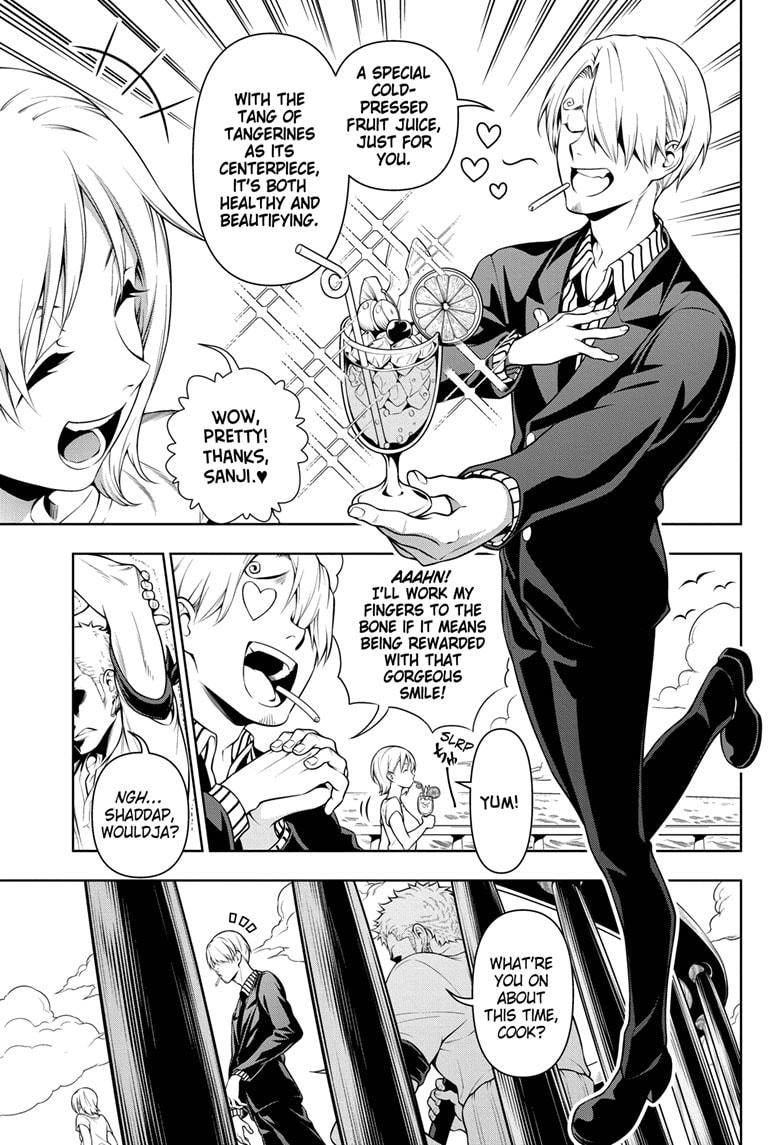 A SPECIAL
COLD-
PRESSED
FRUIT JUICE,
JUST FOR
YOU.
WITH THE
TANG OF
TANGERINES
AS ITS
CENTERPIECE,
IT'S BOTH
HEALTHY AND
BEAUTIFYING.
WOW,
PRETTY!
THANKS,
SANJI.♥
AAAHN!
I'LL WORK MY
FINGERS TO THE
BONE IF IT MEANS
BEING REWARDED
WITH THAT
GORGEOUS
SMILE!
SLRP
YUM!
NGH...
SHADDAP,
WOULDJA?
WHAT'RE
YOU ON
ABOUT
THIS TIME,
COOK?